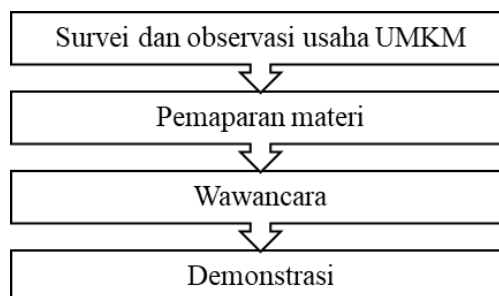 Survei dan observasi usaha UMKM
Pemaparan materi
Wawancara
Demonstrasi